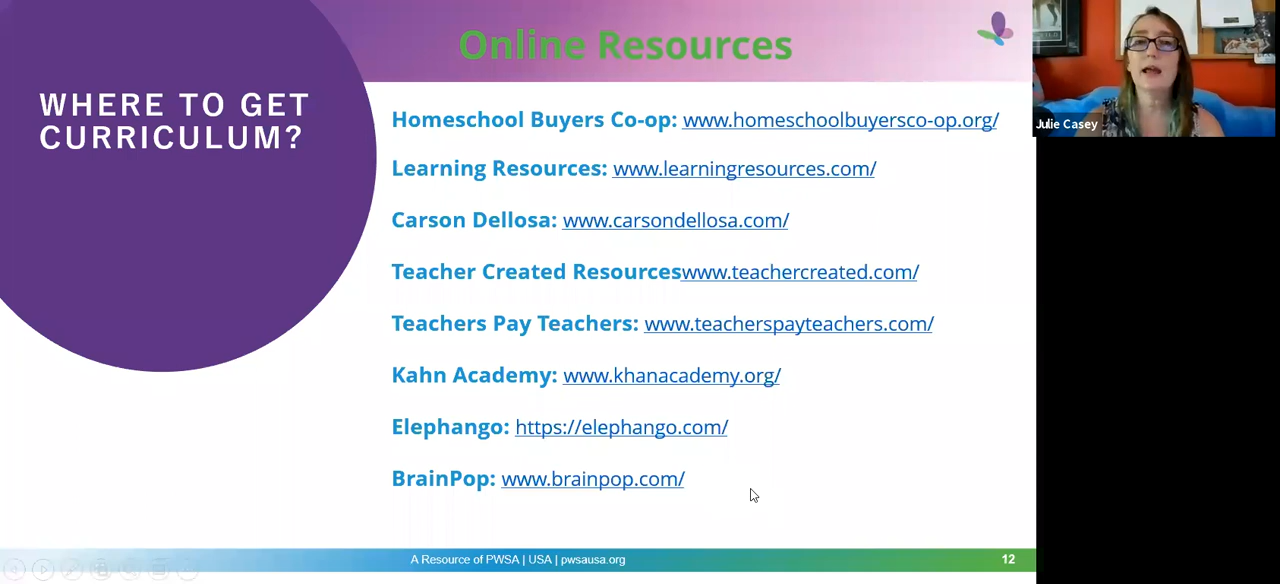 Online Resources
WHERE TO GET
CURRICULUM?
Homeschool Buyers Co-op: www.homeschoolbuyersco-op.org/
Learning Resources: www.learningresources.com/
Carson Dellosa: www.carsondellosa.com/
Teacher Created Resourceswww.teachercreated.com/
Teachers Pay Teachers: www.teacherspayteachers.com/
Kahn Academy: www.khanacademy.org/
Elephango: https://elephango.com/
BrainPop: www.brainpop.com/
A Resource of PWSA | USA | pwsausa.org
12
Julie Casey